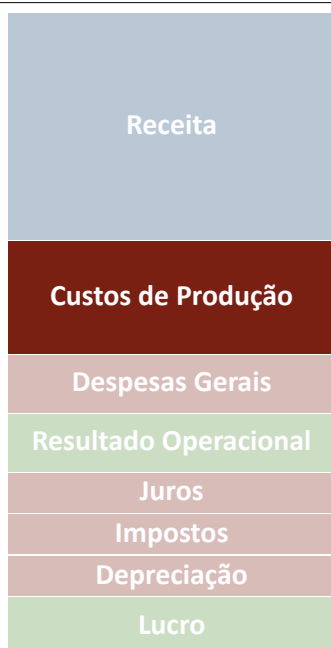 Receita
Custos de Produção
Despesas Gerais
Resultado Operacional
Juros
Impostos
Depreciação
Lucro